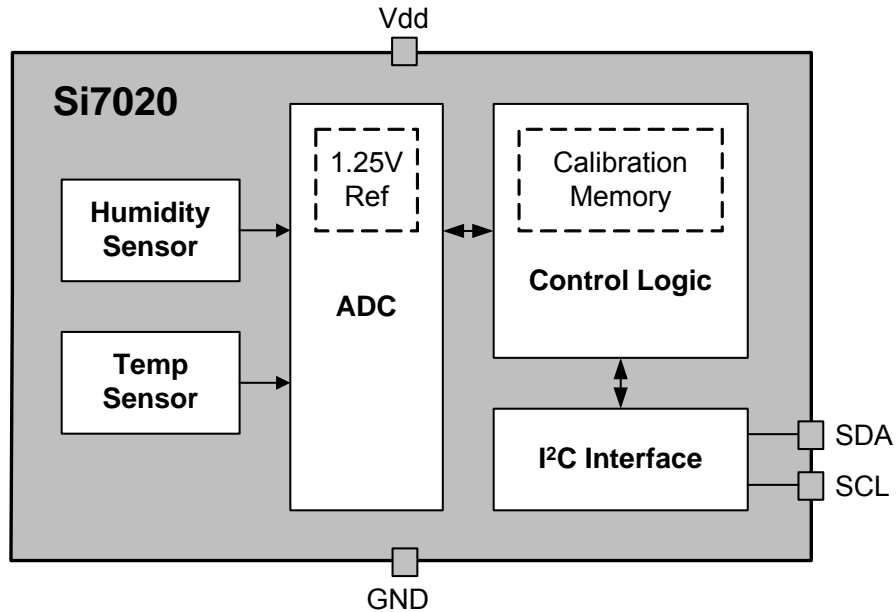 Vdd
Si7020
Humidity
Sensor
Temp
Sensor
1.25V
Ref
ADC
Calibration
Memory
Control Logic
I²C Interface
SDA
SCL
GND